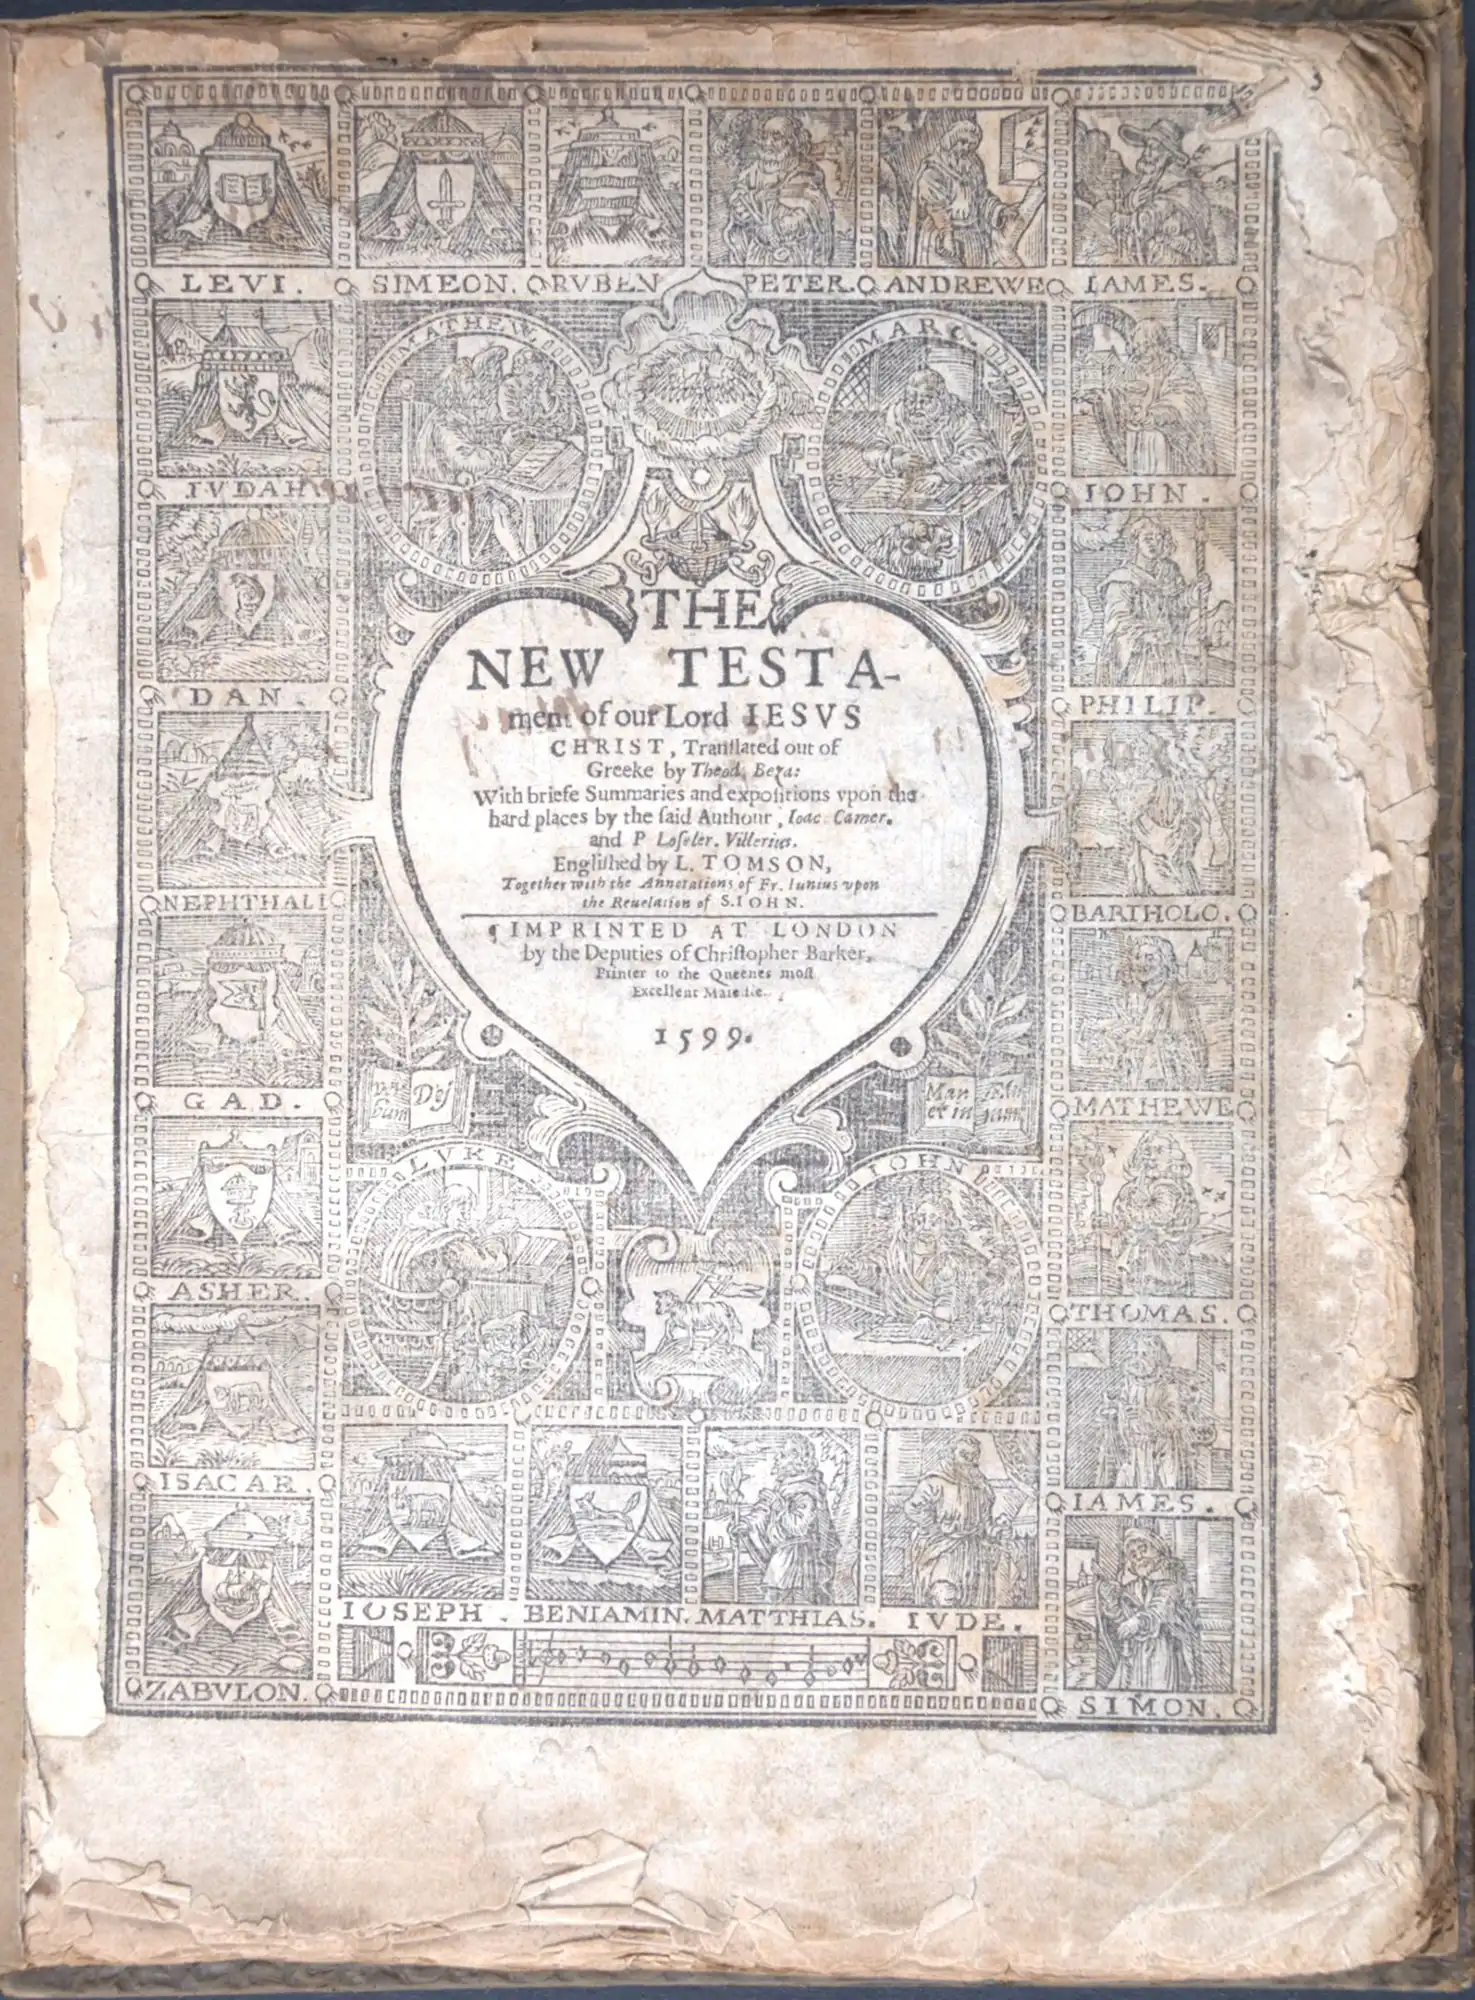 LEVI.
SIMEON.
RVBEN
PETER.
ANDREWE
IAMES.
MATHEW
MARC.
IVDAH
IOHN.
DAN.
PHILIP.
NEPHTHALI
BARTHOLO.
GAD.
MATHEWE
ASHER.
THOMAS.
ISACAR.
IAMES.
ZABVLON.
SIMON.
THE
NEW TESTA-
ment of our Lord IESVS
CHRIST, Tranſlated out of
Greeke by Theod. Beza:
With briefe Summaries and expoſitions vpon the
hard places by the ſaid Authour, Ioac. Camer.
and P. Loſeler. Villerius.
Engliſhed by L. TOMSON,
Together with the Annotations of Fr. Iunius vpon
the Reuelation of S. IOHN.
¶ IMPRINTED AT LONDON
by the Deputies of Chriſtopher Barker,
Printer to the Queenes moſt
Excellent Maieſtie.
1599.
Dei
Man
et in
LVKE
IOHN
IOSEPH.
BENIAMIN.
MATTHIAS.
IVDE.